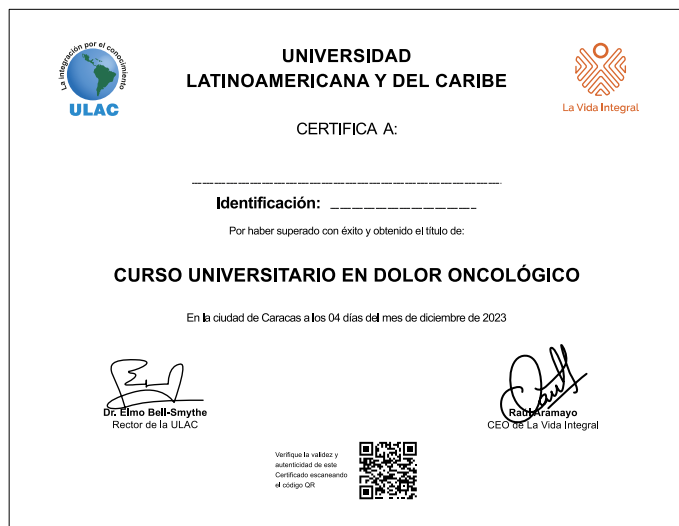 La integración por el conocimiento
ULAC
UNIVERSIDAD
LATINOAMERICANA Y DEL CARIBE
La Vida Integral
CERTIFICA A:
Identificación:
Por haber superado con éxito y obtenido el título de:
CURSO UNIVERSITARIO EN DOLOR ONCOLÓGICO
En la ciudad de Caracas a los 04 días del mes de diciembre de 2023
Dr. Elmo Bell-Smythe
Rector de la ULAC
Raúl Aramayo
CEO de La Vida Integral
Verifique la validez y
autenticidad de este
Certificado escaneando
el código QR